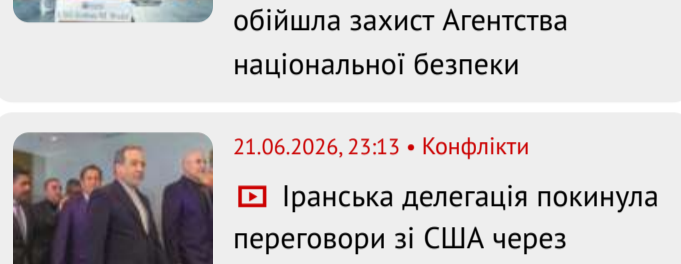 обійшла захист Агентства
національної безпеки
21.06.2026, 23:13 • Конфлікти
Іранська делегація покинула
переговори зі США через